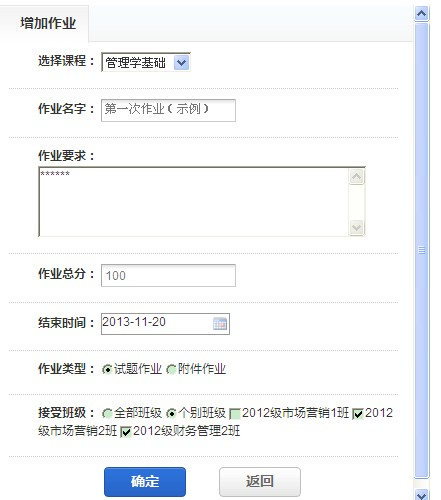 增加作业
选择课程： 管理学基础
作业名字： 第一次作业（示例）
作业要求：
******
作业总分： 100
结束时间： 2013-11-20
作业类型： 试题作业 附件作业
接受班级： 全部班级 个别班级 2012级市场营销1班 2012
级市场营销2班 2012级财务管理2班
确定 返回